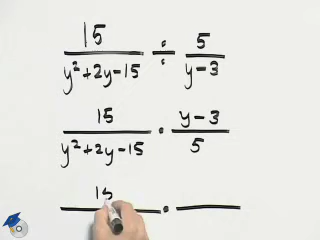 15/(y²+2y-15) ÷ 5/(y-3)
15/(y²+2y-15) · (y-3)/5
15